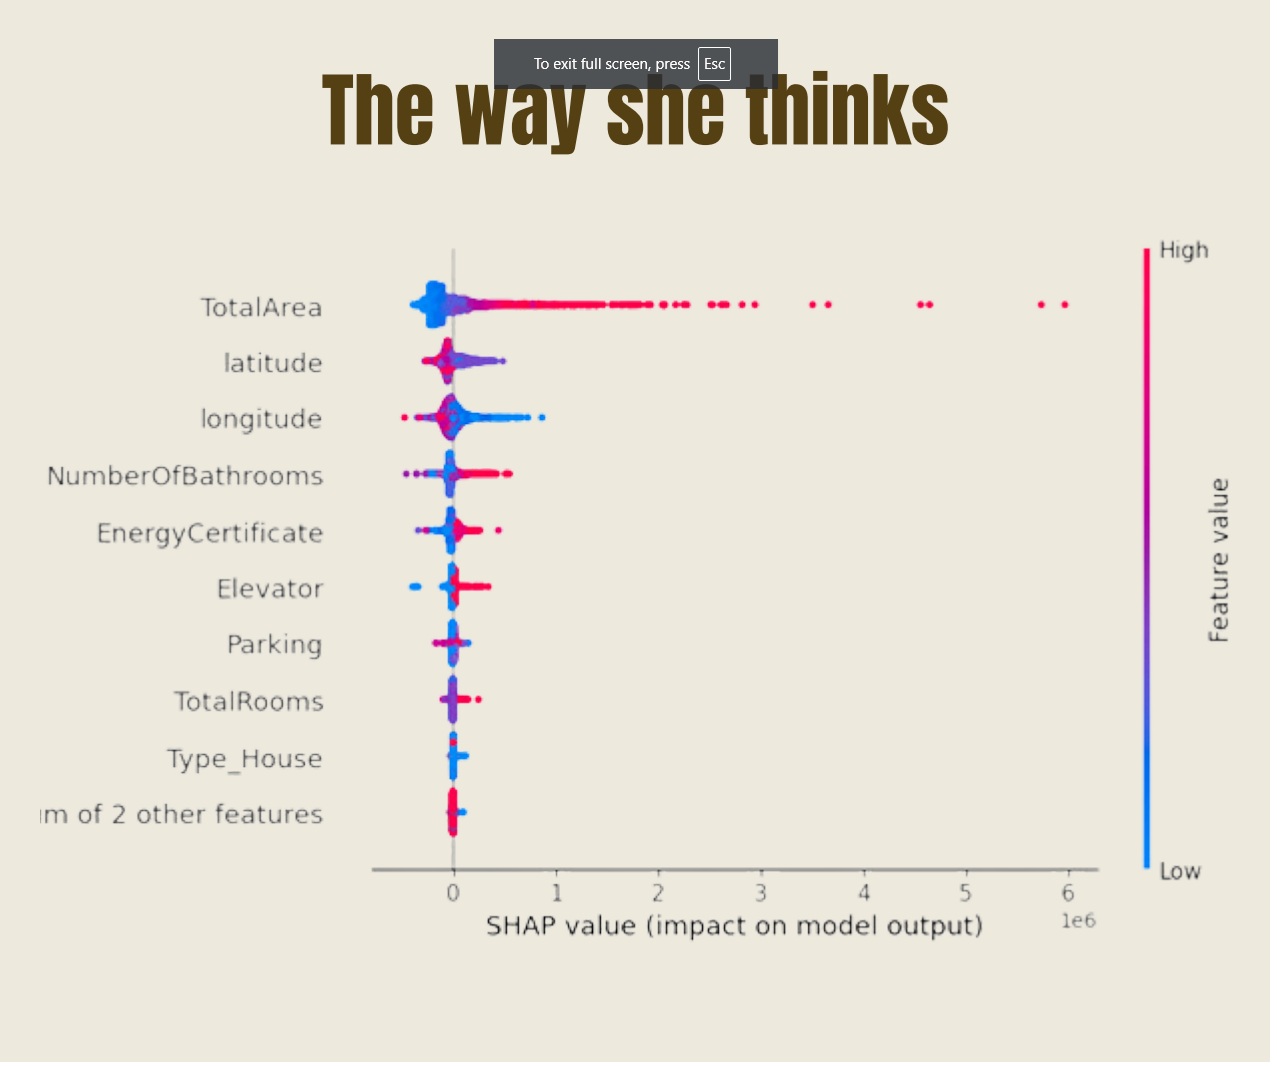 To exit full screen, press Esc
The way she thinks
High
TotalArea
latitude
longitude
NumberOfBathrooms
EnergyCertificate
Elevator
Parking
TotalRooms
Type_House
of 2 other features
Feature value
Low
0 1 2 3 4 5 6
1e6
SHAP value (impact on model output)